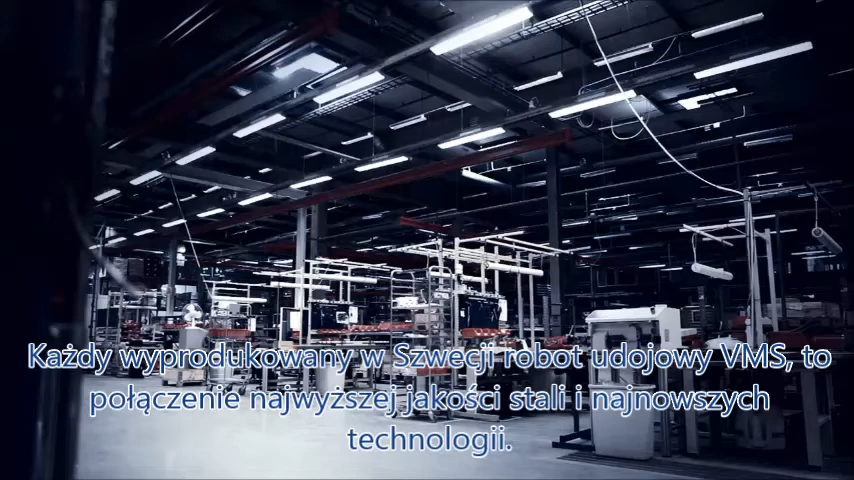 Każdy wyprodukowany w Szwecji robot udojowy VMS, to
połączenie najwyższej jakości stali i najnowszych
technologii.